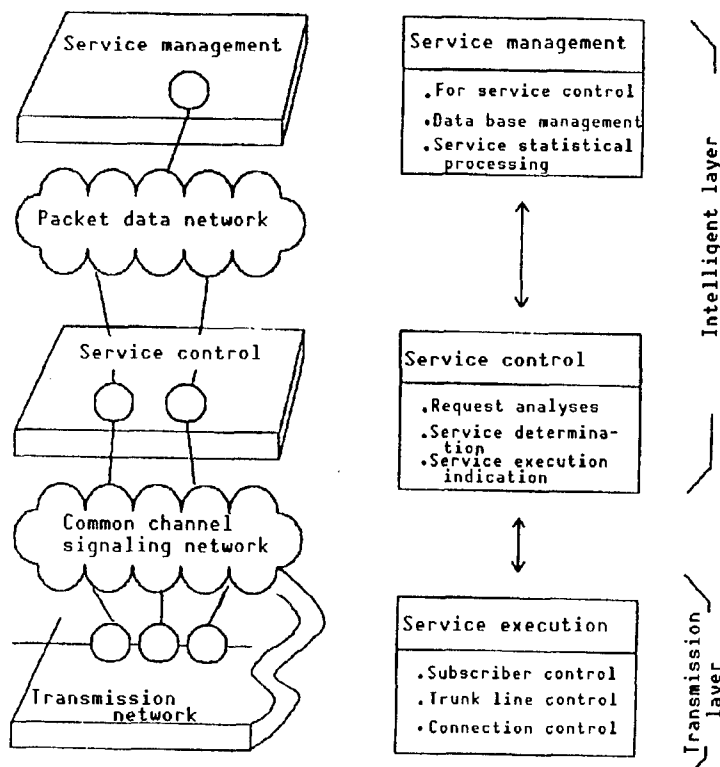 Service management
Packet data network
Service control
Common channel
signaling network
Transmission
network
Service management
.For service control
.Data base management
.Service statistical
processing
Service control
.Request analyses
.Service determina-
tion
.Service execution
indication
Service execution
.Subscriber control
.Trunk line control
.Connection control
Intelligent layer
Transmission
layer